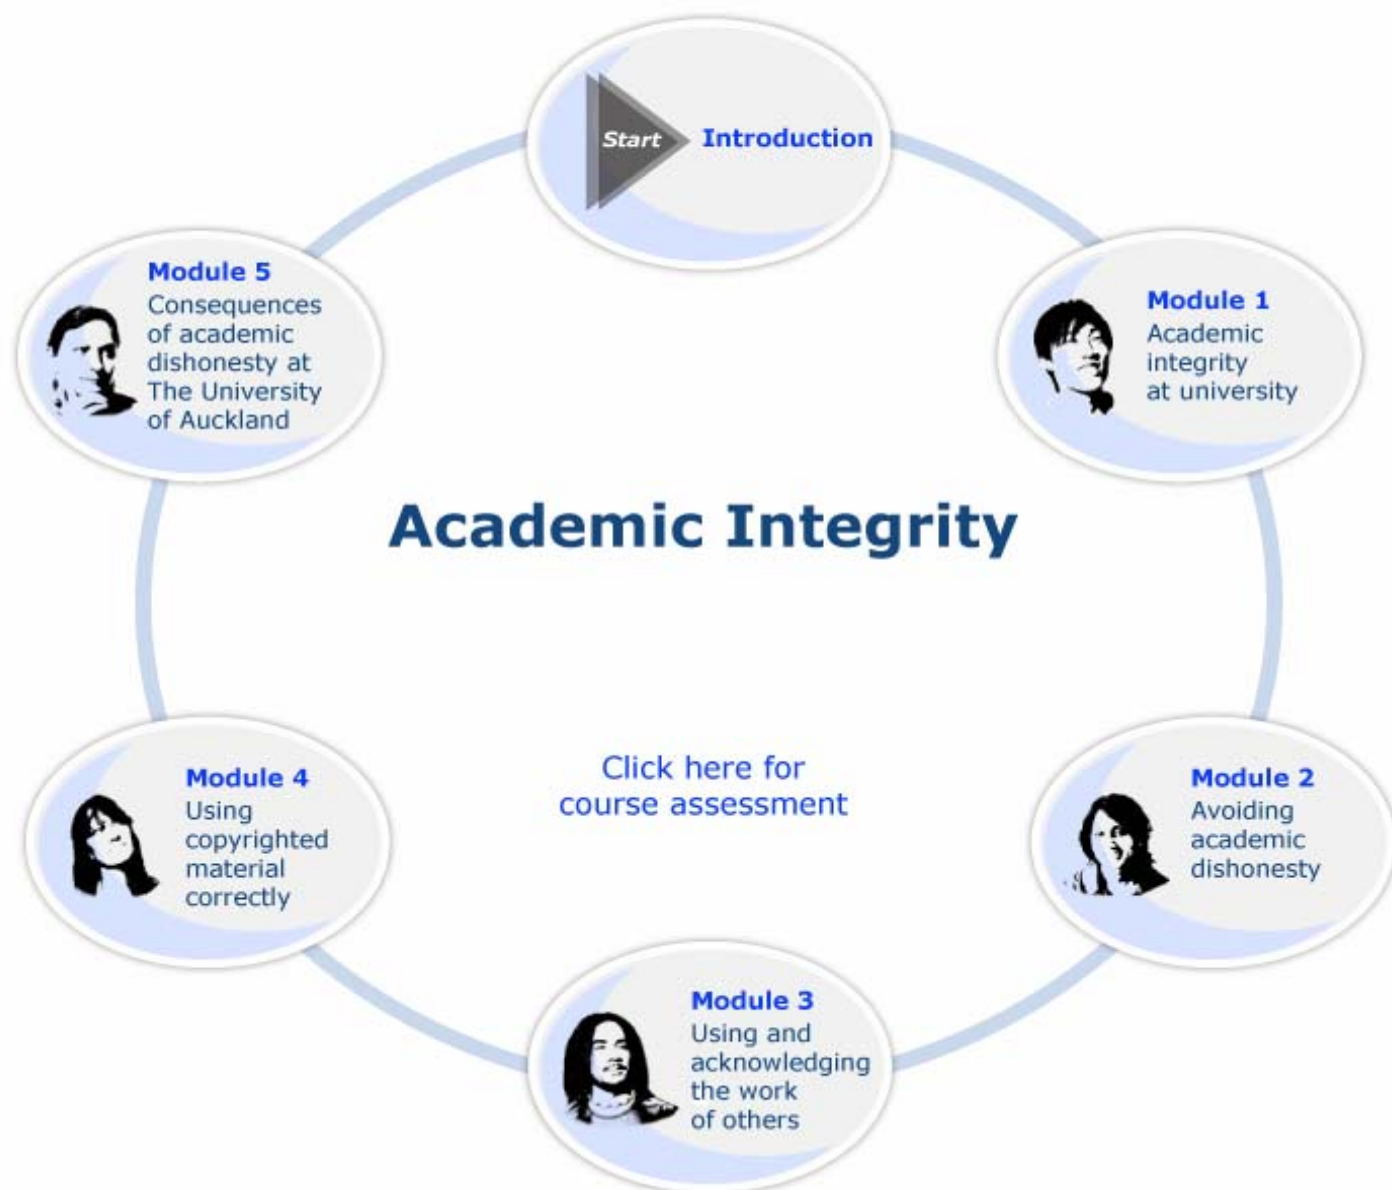 Start
Introduction
Module 1
Academic
integrity
at university
Module 2
Avoiding
academic
dishonesty
Module 3
Using and
acknowledging
the work
of others
Module 4
Using
copyrighted
material
correctly
Module 5
Consequences
of academic
dishonesty at
The University
of Auckland
Academic Integrity
Click here for
course assessment